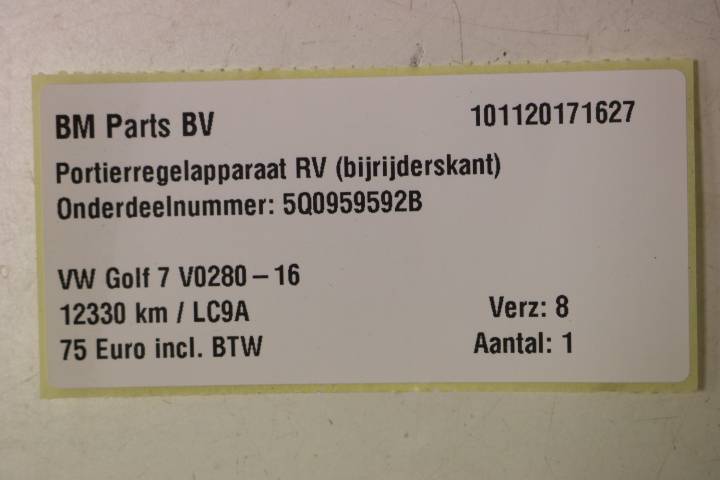 BM Parts BV 101120171627
Portierregelapparaat RV (bijrijderskant)
Onderdeelnummer: 5Q0959592B
VW Golf 7 V0280-16
12330 km / LC9A Verz: 8
75 Euro incl. BTW Aantal: 1